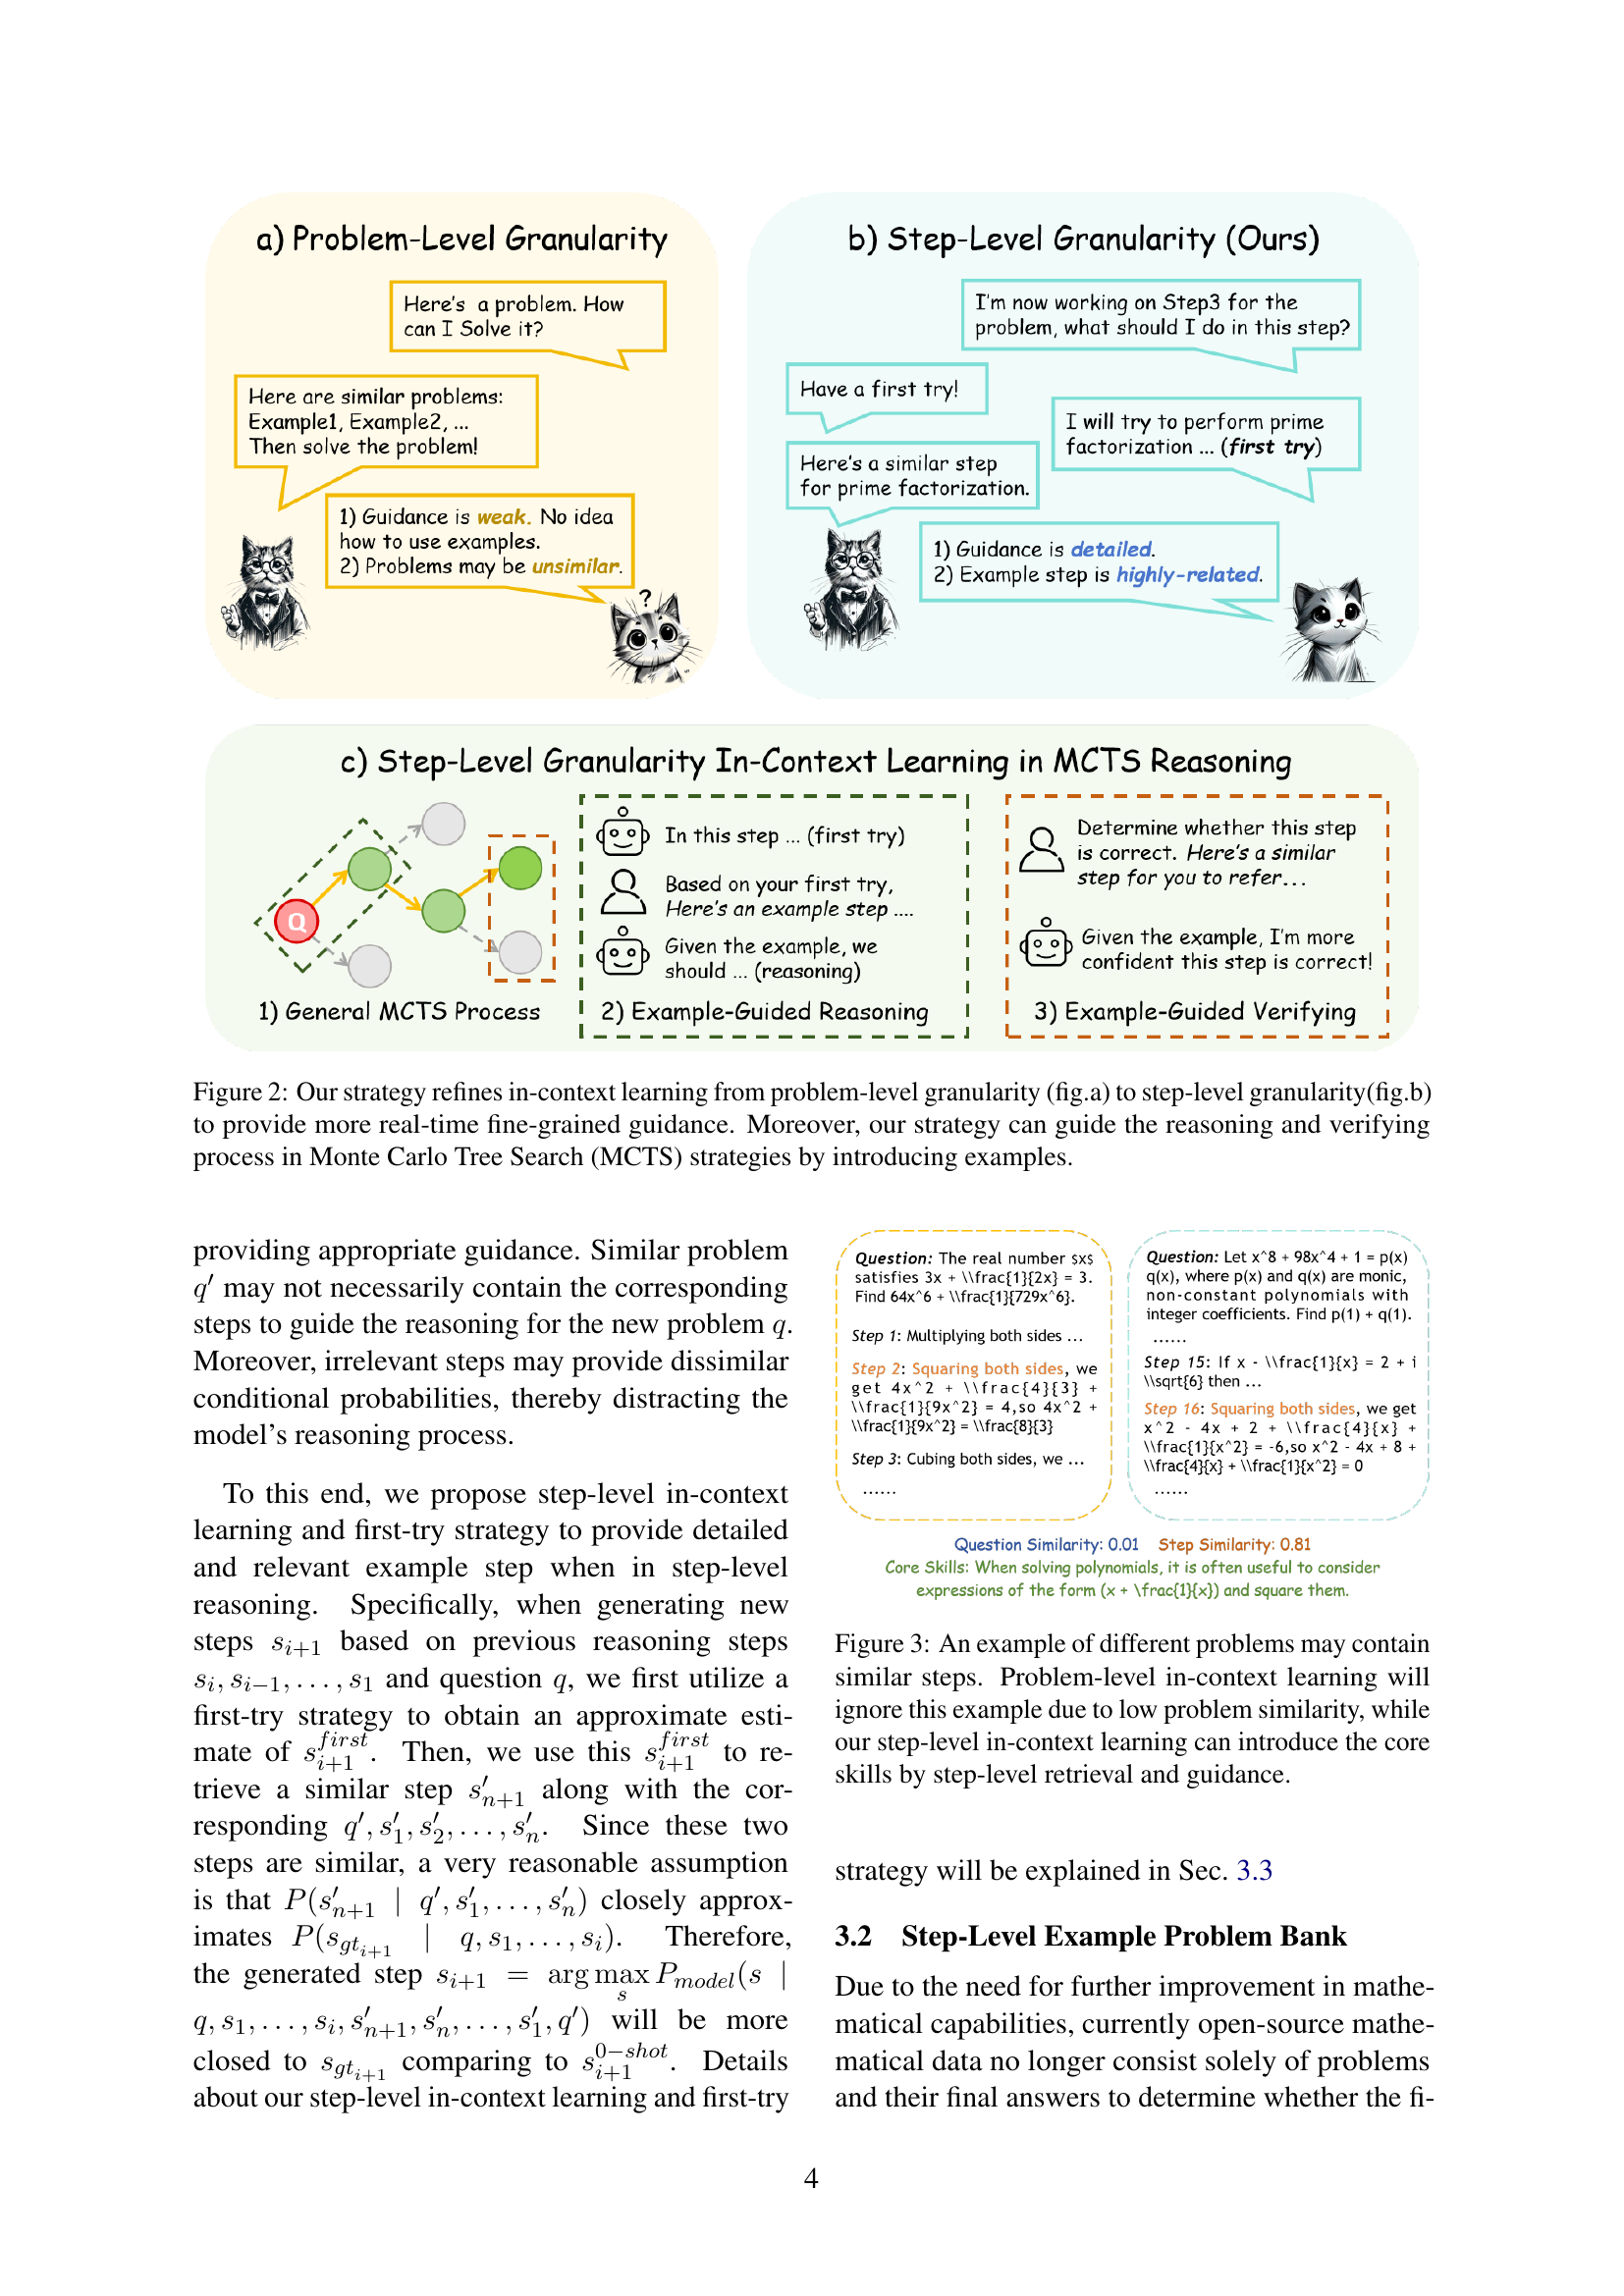 a) Problem-Level Granularity
Here's a problem. How
can I Solve it?
Here are similar problems:
Example1, Example2, ...
Then solve the problem!
1) Guidance is weak. No idea
how to use examples.
2) Problems may be unsimilar.
?
b) Step-Level Granularity (Ours)
I'm now working on Step3 for the
problem, what should I do in this step?
Have a first try!
I will try to perform prime
factorization ... (first try)
Here's a similar step
for prime factorization.
1) Guidance is detailed.
2) Example step is highly-related.
c) Step-Level Granularity In-Context Learning in MCTS Reasoning
Q
1) General MCTS Process
In this step ... (first try)
Based on your first try,
Here's an example step ....
Given the example, we
should ... (reasoning)
2) Example-Guided Reasoning
Determine whether this step
is correct. Here's a similar
step for you to refer...
Given the example, I'm more
confident this step is correct!
3) Example-Guided Verifying
Figure 2: Our strategy refines in-context learning from problem-level granularity (fig.a) to step-level granularity(fig.b)
to provide more real-time fine-grained guidance. Moreover, our strategy can guide the reasoning and verifying
process in Monte Carlo Tree Search (MCTS) strategies by introducing examples.
providing appropriate guidance. Similar problem
q′ may not necessarily contain the corresponding
steps to guide the reasoning for the new problem q.
Moreover, irrelevant steps may provide dissimilar
conditional probabilities, thereby distracting the
model's reasoning process.
To this end, we propose step-level in-context
learning and first-try strategy to provide detailed
and relevant example step when in step-level
reasoning. Specifically, when generating new
steps s_{i+1} based on previous reasoning steps
s_i, s_{i−1}, . . . , s_1 and question q, we first utilize a
first-try strategy to obtain an approximate esti-
mate of s_{i+1}^{first}. Then, we use this s_{i+1}^{first} to re-
trieve a similar step s′_{n+1} along with the cor-
responding q′, s′_1, s′_2, . . . , s′_n. Since these two
steps are similar, a very reasonable assumption
is that P(s′_{n+1} | q′, s′_1, . . . , s′_n) closely approx-
imates P(s_{gt_{i+1}} | q, s_1, . . . , s_i). Therefore,
the generated step s_{i+1} = arg max_s P_{model}(s |
q, s_1, . . . , s_i, s′_{n+1}, s′_n, . . . , s′_1, q′) will be more
closed to s_{gt_{i+1}} comparing to s_{i+1}^{0−shot}. Details
about our step-level in-context learning and first-try
Question: The real number $x$
satisfies 3x + \\frac{1}{2x} = 3.
Find 64x^6 + \\frac{1}{729x^6}.
Step 1: Multiplying both sides ...
Step 2: Squaring both sides, we
get 4x^2 + \\frac{4}{3} +
\\frac{1}{9x^2} = 4,so 4x^2 +
\\frac{1}{9x^2} = \\frac{8}{3}
Step 3: Cubing both sides, we ...
......
Question: Let x^8 + 98x^4 + 1 = p(x)
q(x), where p(x) and q(x) are monic,
non-constant polynomials with
integer coefficients. Find p(1) + q(1).
......
Step 15: If x - \\frac{1}{x} = 2 + i
\\sqrt{6} then ...
Step 16: Squaring both sides, we get
x^2 - 4x + 2 + \\frac{4}{x} +
\\frac{1}{x^2} = -6,so x^2 - 4x + 8 +
\\frac{4}{x} + \\frac{1}{x^2} = 0
......
Question Similarity: 0.01 Step Similarity: 0.81
Core Skills: When solving polynomials, it is often useful to consider
expressions of the form (x + \frac{1}{x}) and square them.
Figure 3: An example of different problems may contain
similar steps. Problem-level in-context learning will
ignore this example due to low problem similarity, while
our step-level in-context learning can introduce the core
skills by step-level retrieval and guidance.
strategy will be explained in Sec. 3.3
3.2 Step-Level Example Problem Bank
Due to the need for further improvement in mathe-
matical capabilities, currently open-source mathe-
matical data no longer consist solely of problems
and their final answers to determine whether the fi-
4